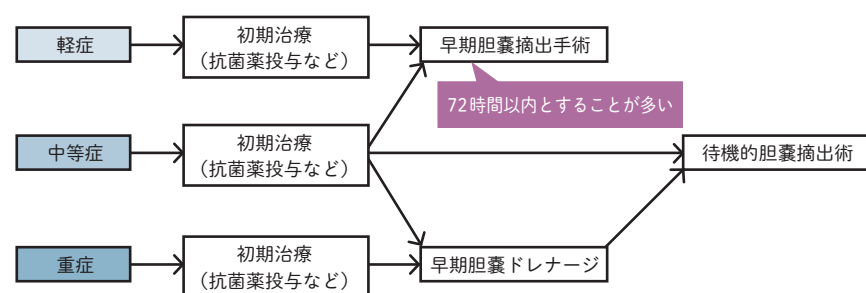 軽症
初期治療
（抗菌薬投与など）
早期胆嚢摘出手術
72時間以内とすることが多い
中等症
初期治療
（抗菌薬投与など）
待機的胆嚢摘出術
重症
初期治療
（抗菌薬投与など）
早期胆嚢ドレナージ